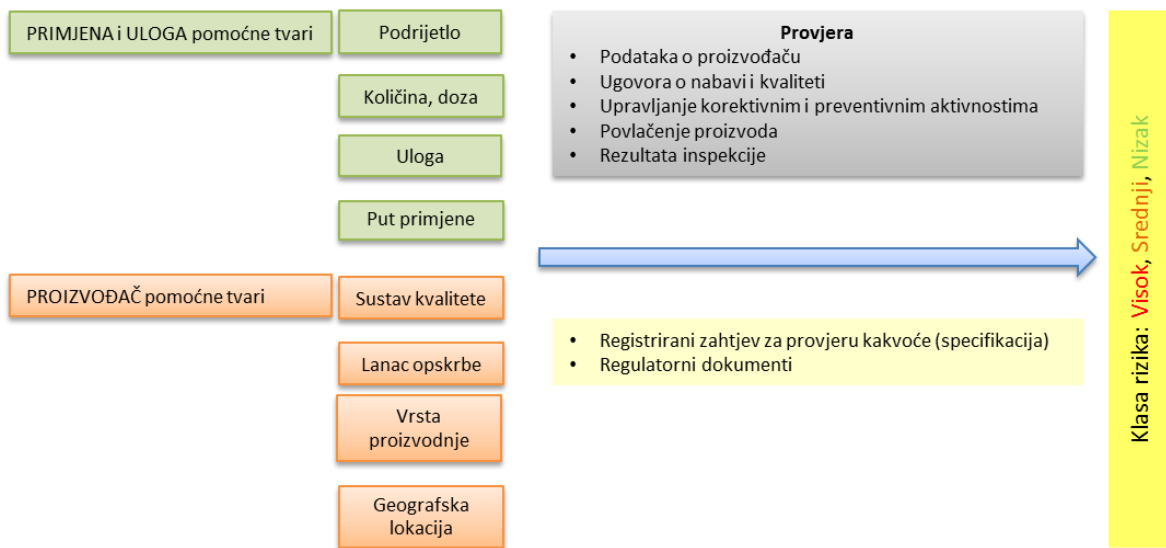 PRIMJENA i ULOGA pomoćne tvari
Podrijetlo
Količina, doza
Uloga
Put primjene
PROIZVOĐAČ pomoćne tvari
Sustav kvalitete
Lanac opskrbe
Vrsta
proizvodnje
Geografska
lokacija
Provjera
• Podataka o proizvođaču
• Ugovora o nabavi i kvaliteti
• Upravljanje korektivnim i preventivnim aktivnostima
• Povlačenje proizvoda
• Rezultata inspekcije
• Registrirani zahtjev za provjeru kakvoće (specifikacija)
• Regulatorni dokumenti
Klasa rizika: Visok, Srednji, Nizak